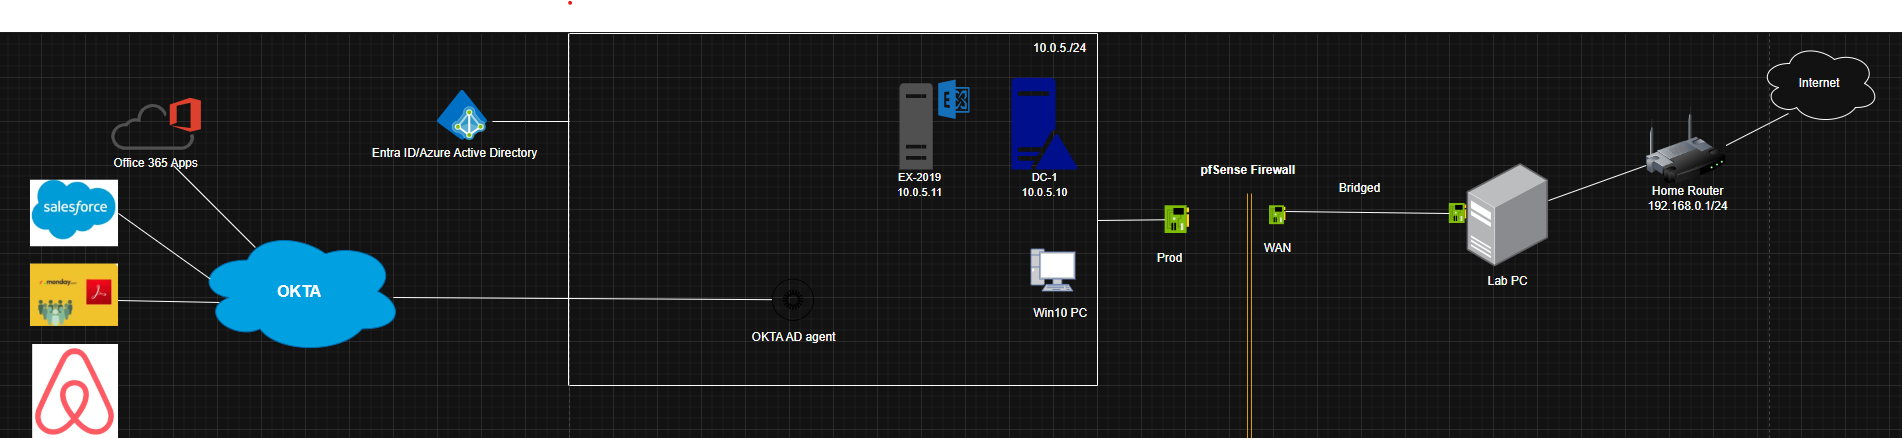 10.0.5./24
Internet
Office 365 Apps
Entra ID/Azure Active Directory
EX-2019
10.0.5.11
DC-1
10.0.5.10
pfSense Firewall
Bridged
Home Router
192.168.0.1/24
salesforce
Prod
WAN
Lab PC
monday
OKTA
Win10 PC
OKTA AD agent